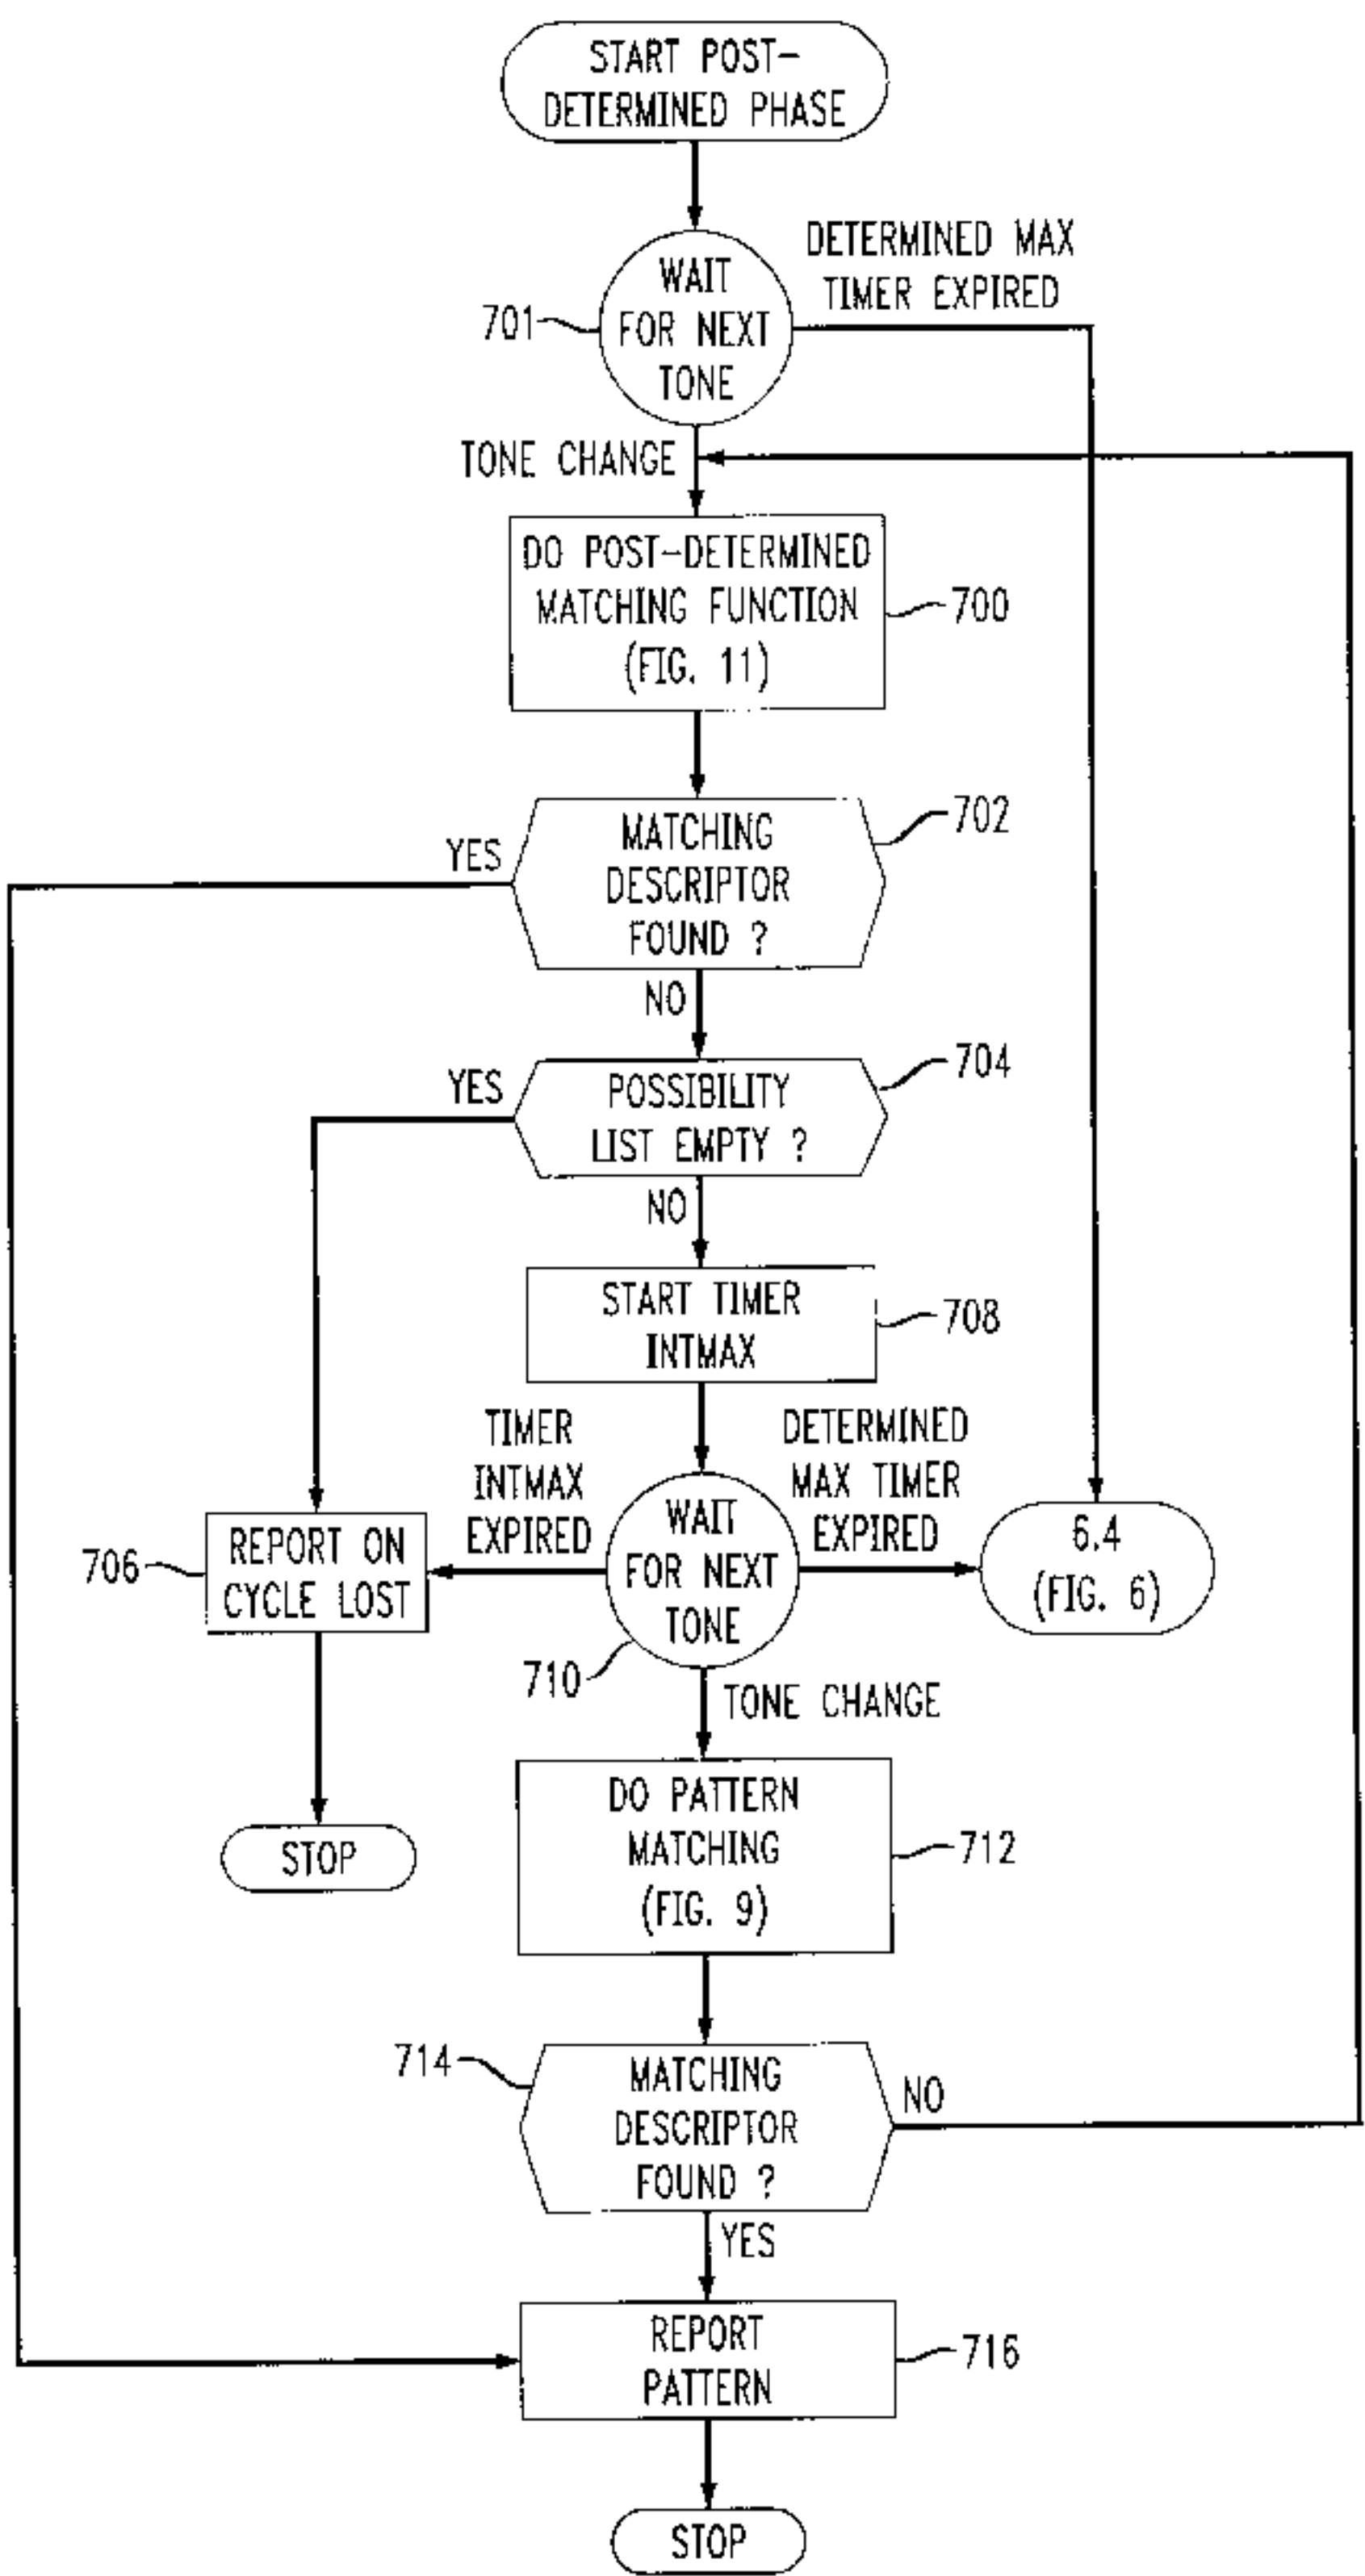 START POST-
DETERMINED PHASE
WAIT
FOR NEXT
TONE
701
DETERMINED MAX
TIMER EXPIRED
TONE CHANGE
DO POST-DETERMINED
MATCHING FUNCTION
(FIG. 11)
700
MATCHING
DESCRIPTOR
FOUND ?
702
YES
NO
POSSIBILITY
LIST EMPTY ?
704
YES
NO
START TIMER
INTMAX
708
TIMER
INTMAX
EXPIRED
WAIT
FOR NEXT
TONE
710
DETERMINED
MAX TIMER
EXPIRED
6.4
(FIG. 6)
REPORT ON
CYCLE LOST
706
STOP
TONE CHANGE
DO PATTERN
MATCHING
(FIG. 9)
712
714
MATCHING
DESCRIPTOR
FOUND ?
NO
YES
REPORT
PATTERN
716
STOP